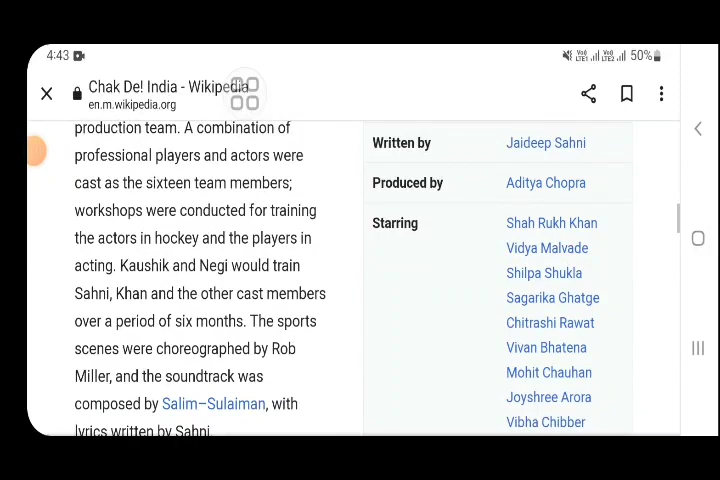 4:43
Vo) LTE1 Vo) LTE2 50%
Chak De! India - Wikipedia
en.m.wikipedia.org
production team. A combination of
professional players and actors were
cast as the sixteen team members;
workshops were conducted for training
the actors in hockey and the players in
acting. Kaushik and Negi would train
Sahni, Khan and the other cast members
over a period of six months. The sports
scenes were choreographed by Rob
Miller, and the soundtrack was
composed by Salim–Sulaiman, with
lyrics written by Sahni.
Written by Jaideep Sahni
Produced by Aditya Chopra
Starring Shah Rukh Khan
Vidya Malvade
Shilpa Shukla
Sagarika Ghatge
Chitrashi Rawat
Vivan Bhatena
Mohit Chauhan
Joyshree Arora
Vibha Chibber